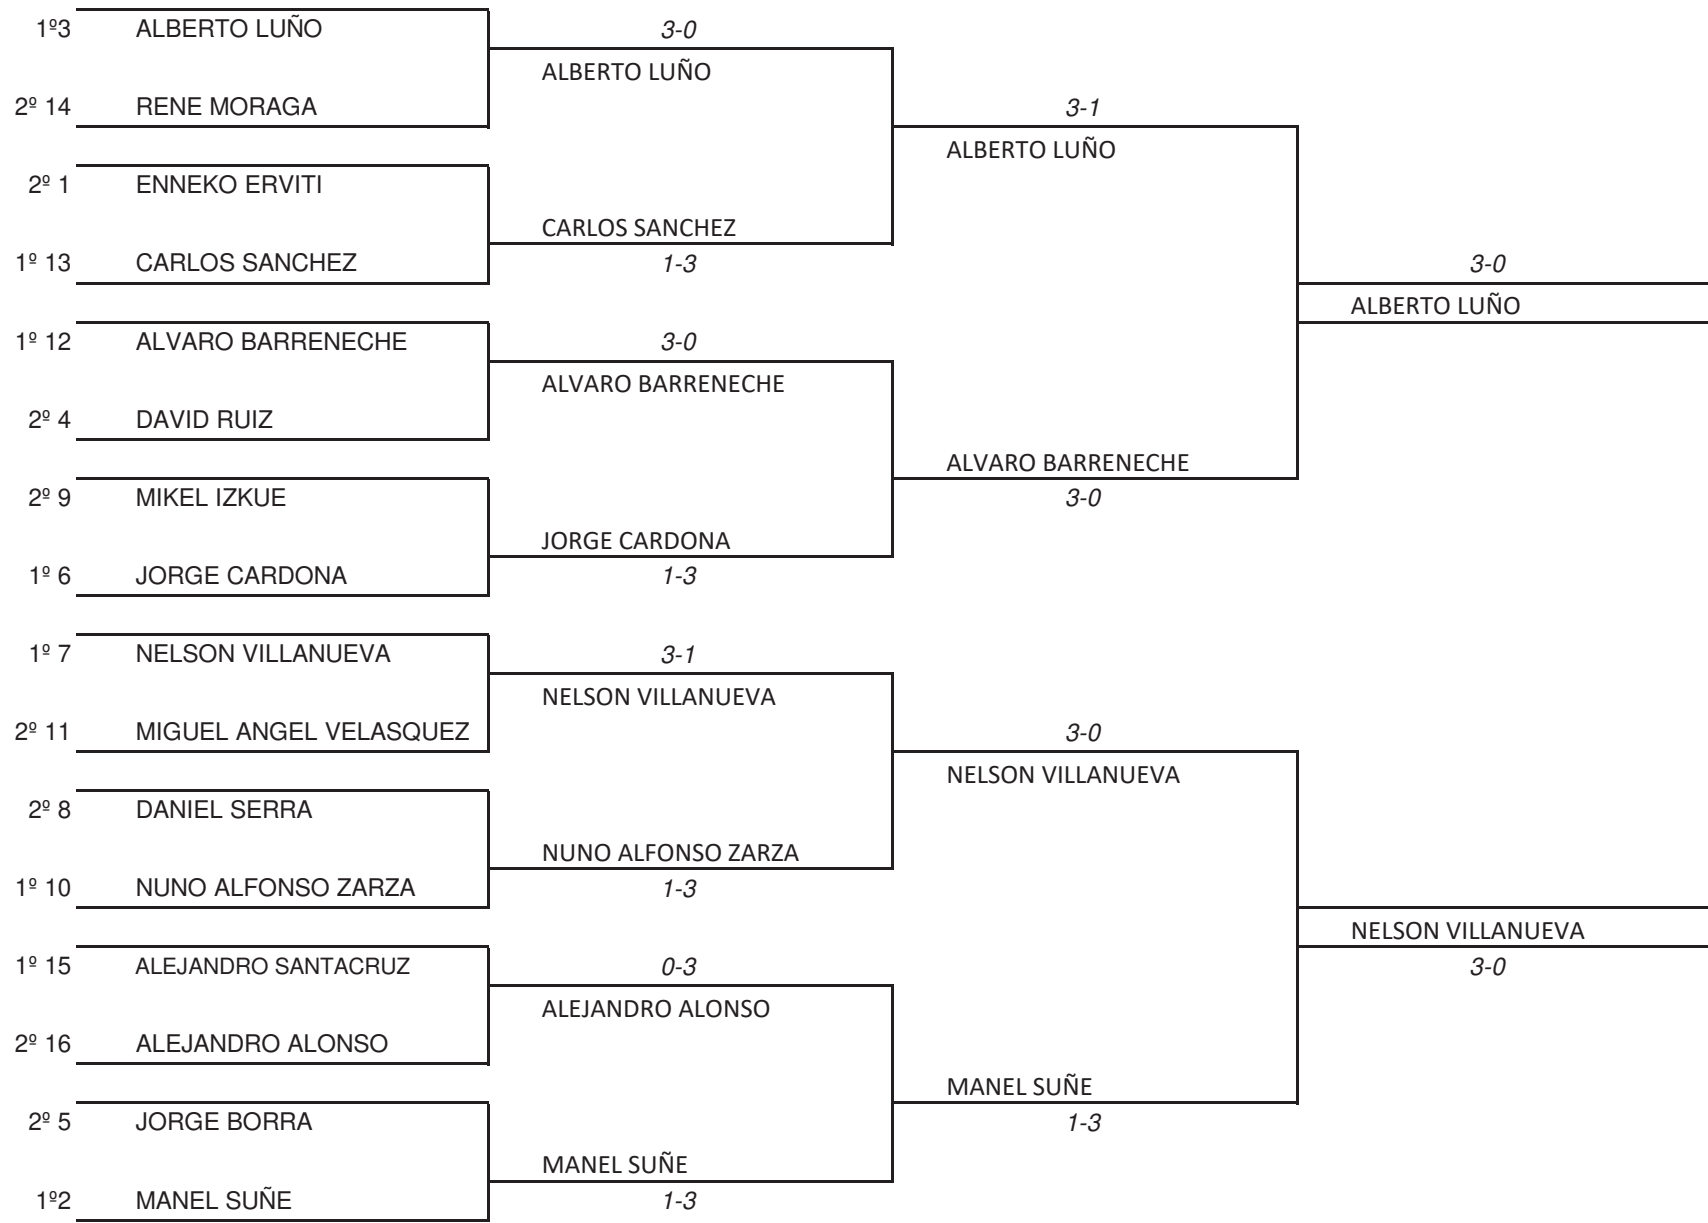 1º3 ALBERTO LUÑO 3-0
ALBERTO LUÑO
2º 14 RENE MORAGA 3-1
ALBERTO LUÑO
2º 1 ENNEKO ERVITI
CARLOS SANCHEZ
1º 13 CARLOS SANCHEZ 1-3 3-0
ALBERTO LUÑO
1º 12 ALVARO BARRENECHE 3-0
ALVARO BARRENECHE
2º 4 DAVID RUIZ
ALVARO BARRENECHE
2º 9 MIKEL IZKUE 3-0
JORGE CARDONA
1º 6 JORGE CARDONA 1-3
1º 7 NELSON VILLANUEVA 3-1
NELSON VILLANUEVA
2º 11 MIGUEL ANGEL VELASQUEZ 3-0
NELSON VILLANUEVA
2º 8 DANIEL SERRA
NUNO ALFONSO ZARZA
1º 10 NUNO ALFONSO ZARZA 1-3
NELSON VILLANUEVA
1º 15 ALEJANDRO SANTACRUZ 0-3 3-0
ALEJANDRO ALONSO
2º 16 ALEJANDRO ALONSO
MANEL SUÑE
2º 5 JORGE BORRA 1-3
MANEL SUÑE
1º2 MANEL SUÑE 1-3